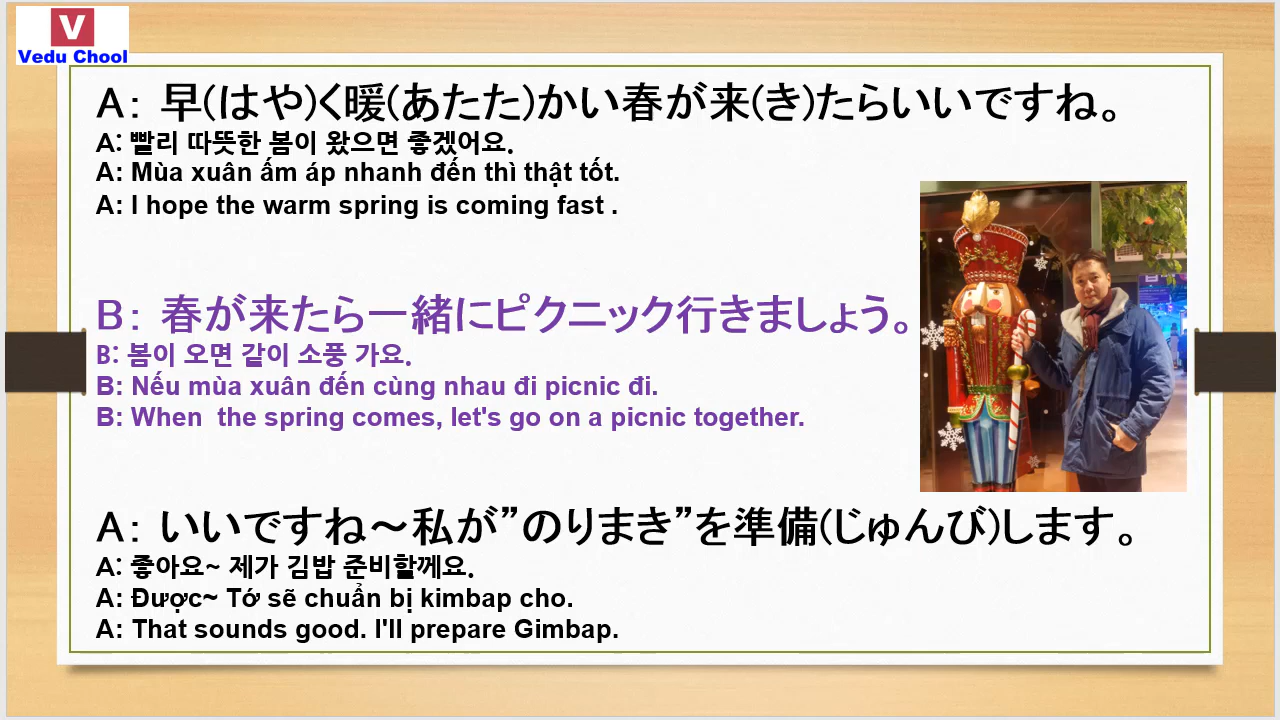 V
Vedu Chool
A： 早(はや)く暖(あたた)かい春が来(き)たらいいですね。
A: 빨리 따뜻한 봄이 왔으면 좋겠어요.
A: Mùa xuân ấm áp nhanh đến thì thật tốt.
A: I hope the warm spring is coming fast .
B： 春が来たら一緒にピクニック行きましょう。
B: 봄이 오면 같이 소풍 가요.
B: Nếu mùa xuân đến cùng nhau đi picnic đi.
B: When  the spring comes, let's go on a picnic together.
A： いいですね～私が”のりまき”を準備(じゅんび)します。
A: 좋아요~ 제가 김밥 준비할께요.
A: Được~ Tớ sẽ chuẩn bị kimbap cho.
A: That sounds good. I'll prepare Gimbap.